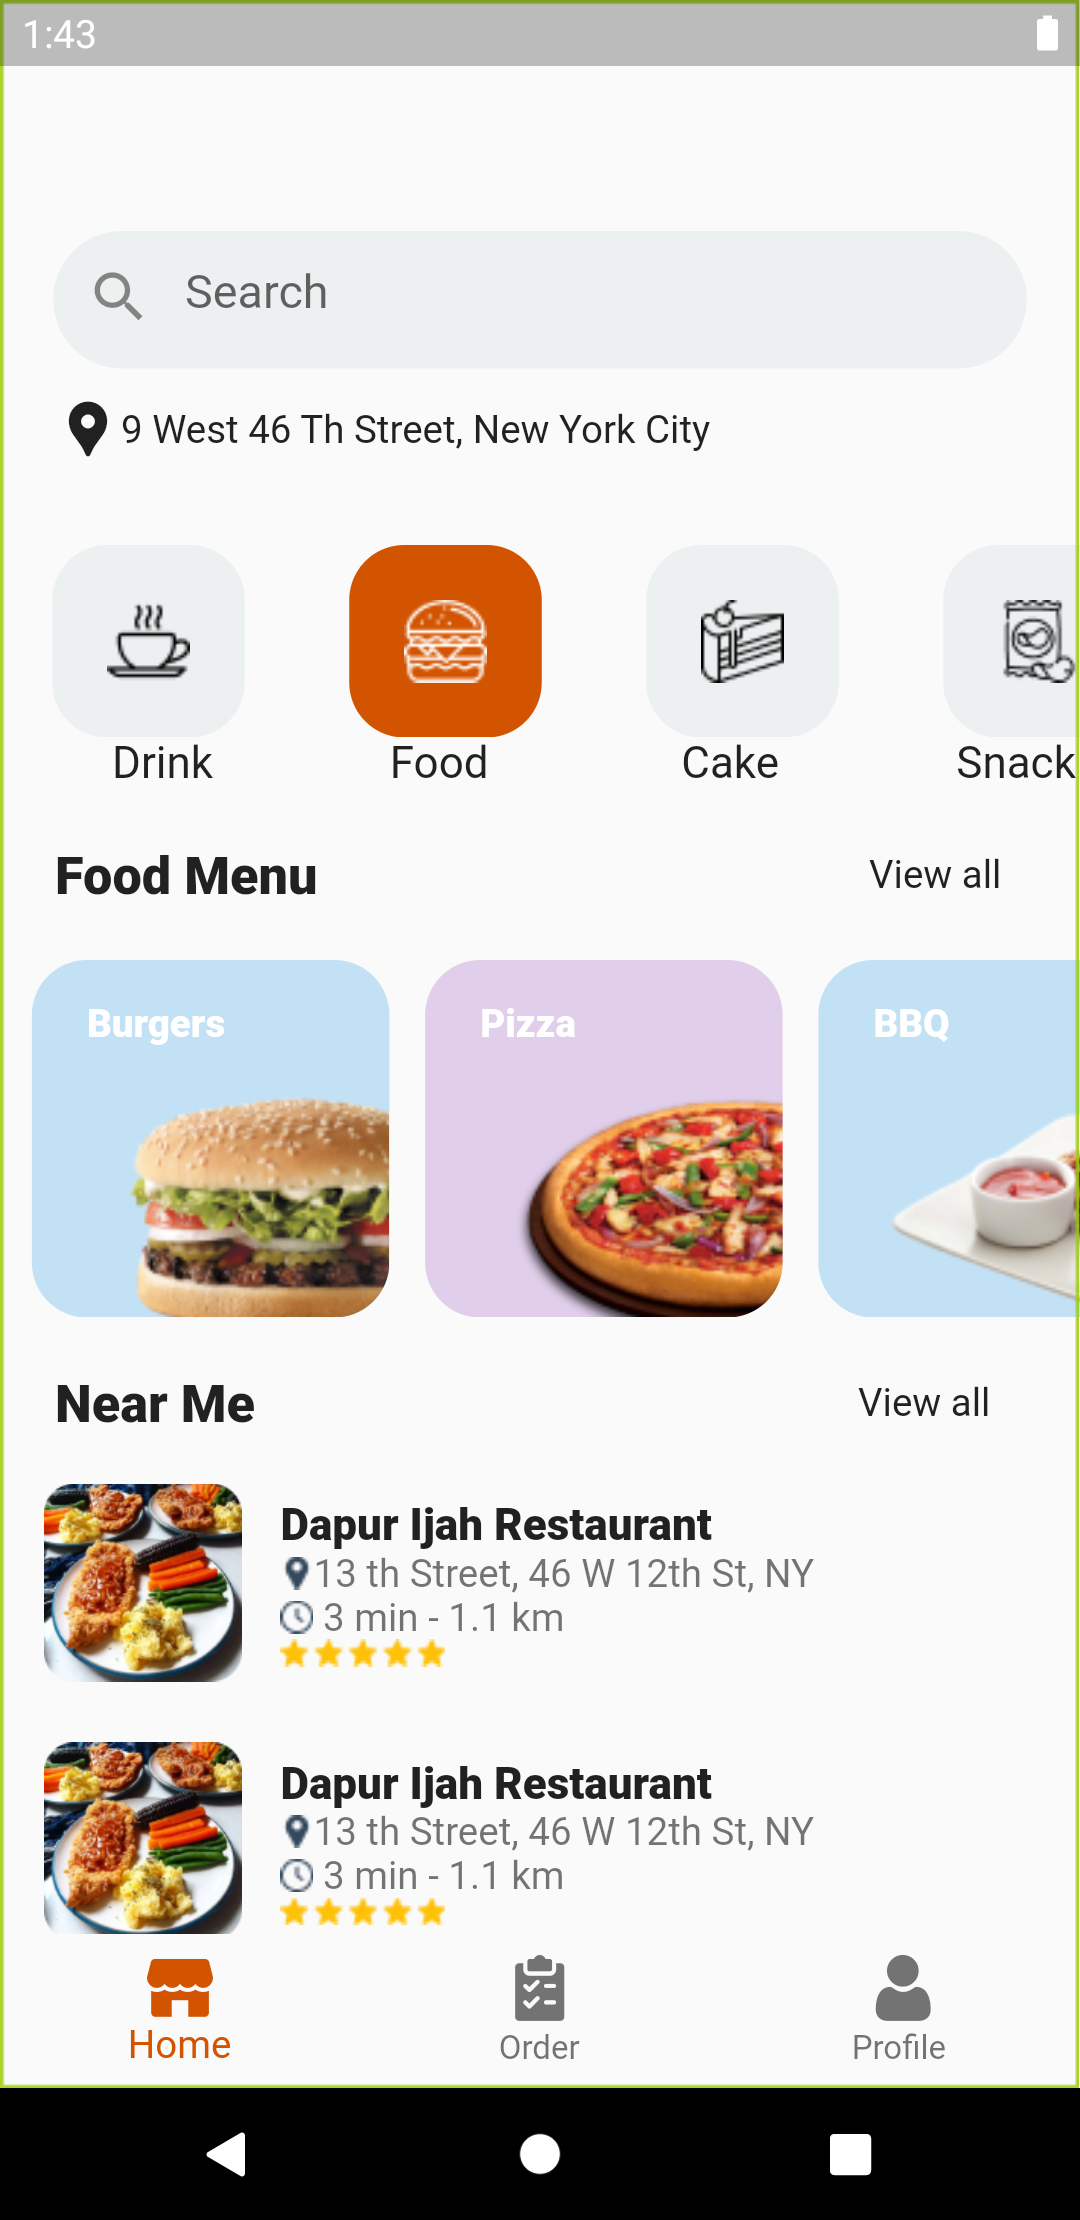 1:43
Search
9 West 46 Th Street, New York City
Drink
Food
Cake
Snack
Food Menu
View all
Burgers
Pizza
BBQ
Near Me
View all
Dapur Ijah Restaurant
13 th Street, 46 W 12th St, NY
3 min - 1.1 km
Dapur Ijah Restaurant
13 th Street, 46 W 12th St, NY
3 min - 1.1 km
Home
Order
Profile